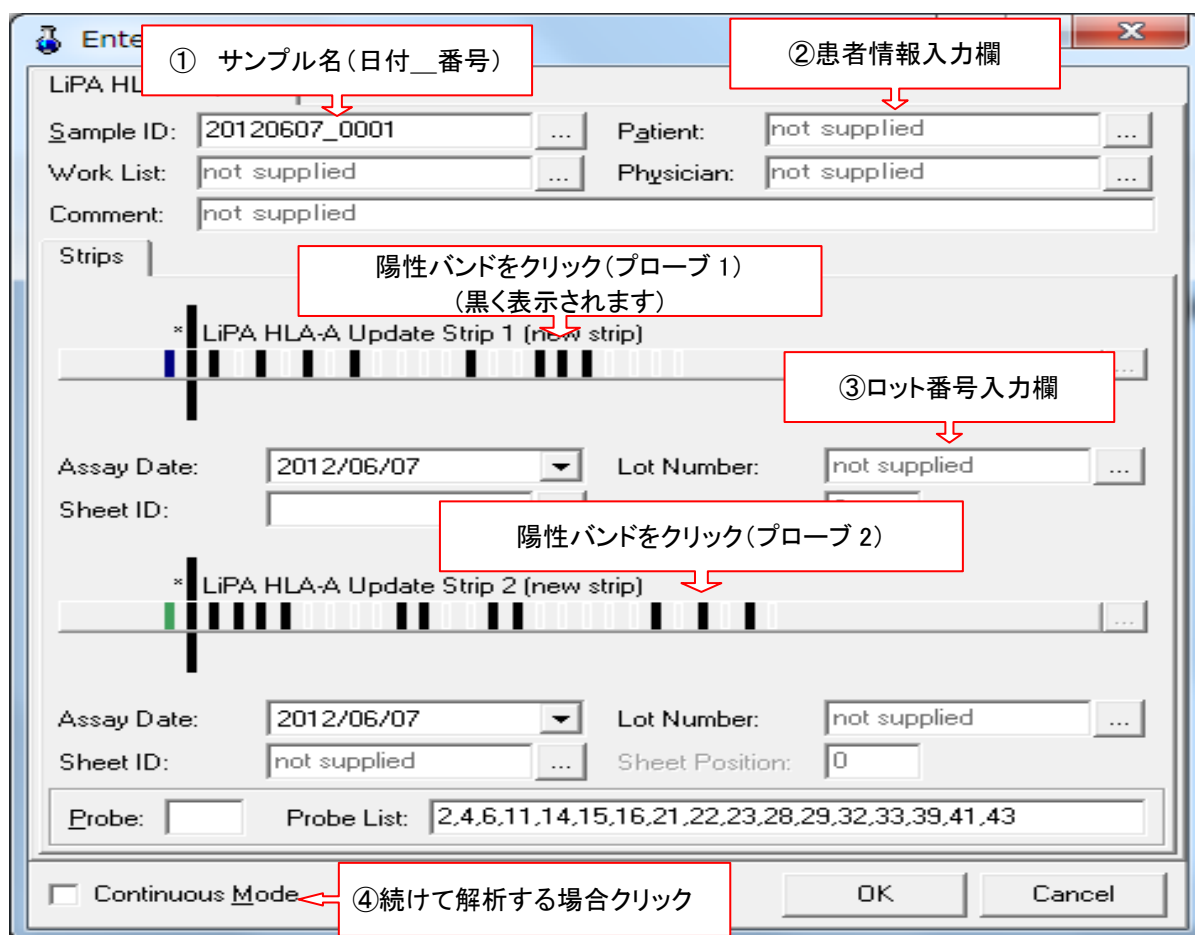 Ente
① サンプル名（日付__番号）
②患者情報入力欄
LiPA HL
Sample ID: 20120607_0001 ... Patient: not supplied ...
Work List: not supplied ... Physician: not supplied ...
Comment: not supplied
Strips
陽性バンドをクリック（プローブ 1）
（黒く表示されます）
* LiPA HLA-A Update Strip 1 (new strip)
...
③ロット番号入力欄
Assay Date: 2012/06/07 Lot Number: not supplied ...
Sheet ID:
陽性バンドをクリック（プローブ 2）
* LiPA HLA-A Update Strip 2 (new strip)
...
Assay Date: 2012/06/07 Lot Number: not supplied ...
Sheet ID: not supplied ... Sheet Position: 0
Probe: Probe List: 2,4,6,11,14,15,16,21,22,23,28,29,32,33,39,41,43
Continuous Mode
④続けて解析する場合クリック
OK Cancel